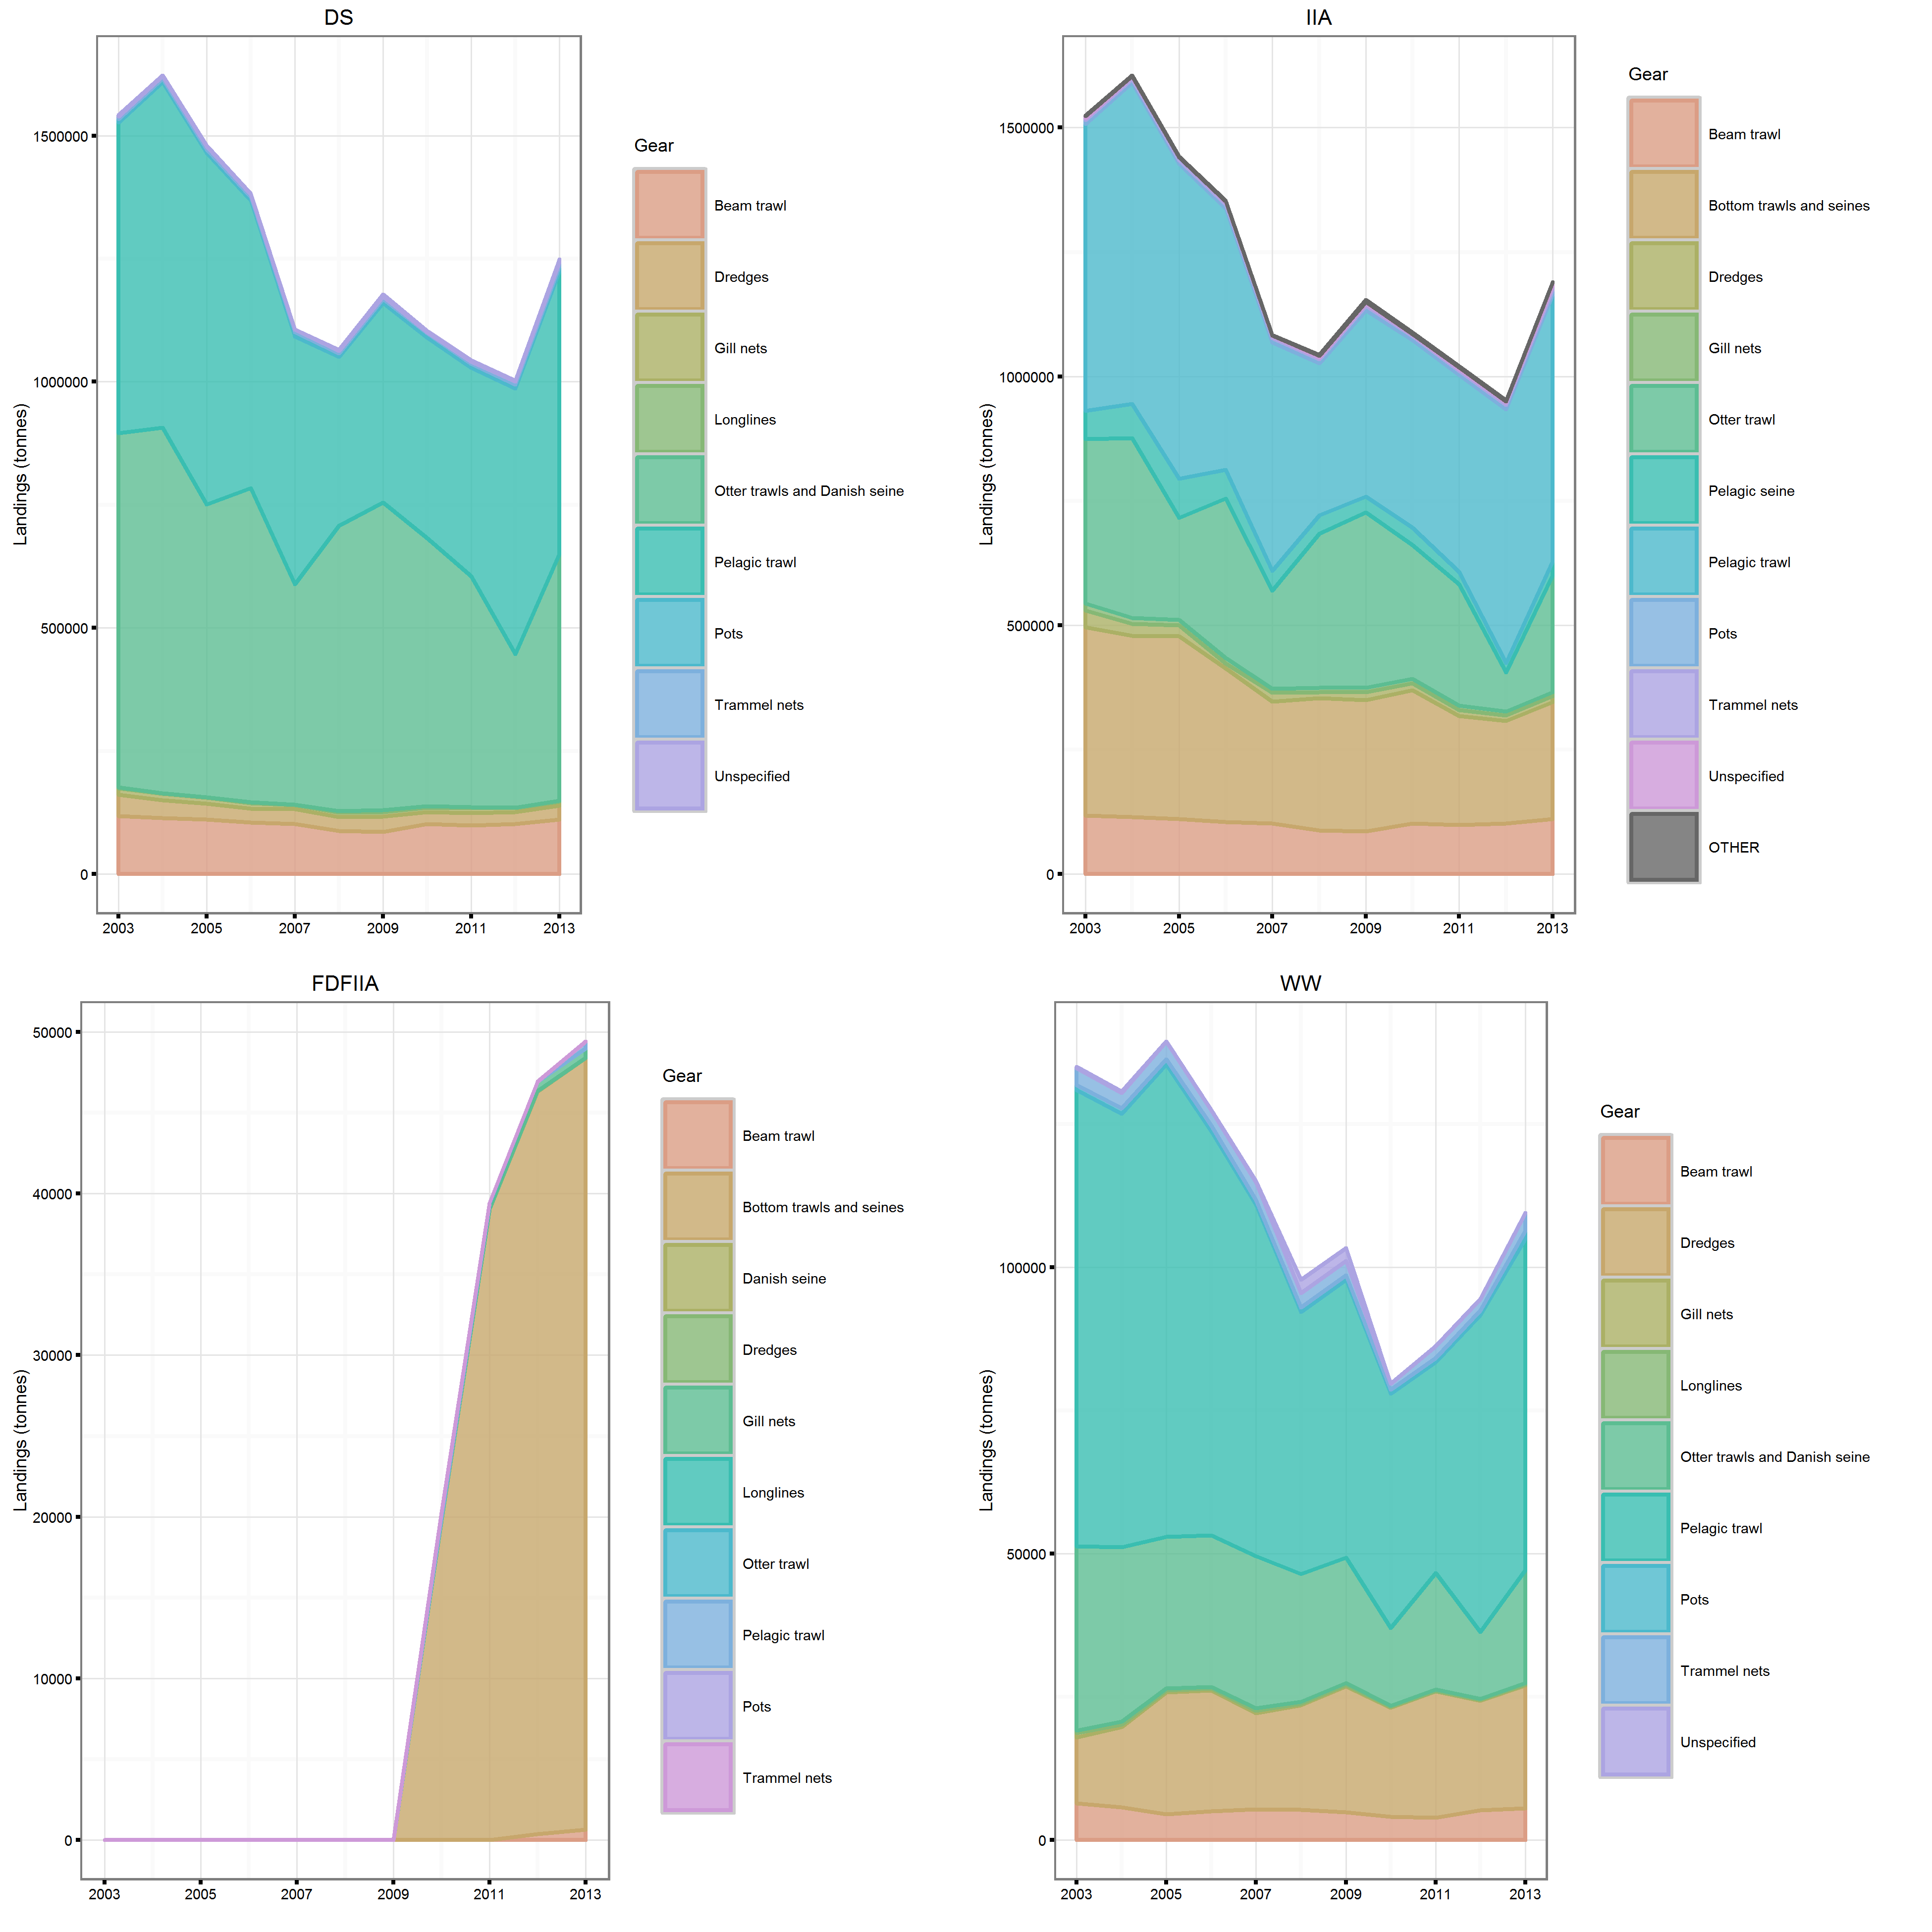 DS
Landings (tonnes)
1500000
1000000
500000
0
2003 2005 2007 2009 2011 2013
Gear
Beam trawl
Dredges
Gill nets
Longlines
Otter trawls and Danish seine
Pelagic trawl
Pots
Trammel nets
Unspecified
IIA
Landings (tonnes)
1500000
1000000
500000
0
2003 2005 2007 2009 2011 2013
Gear
Beam trawl
Bottom trawls and seines
Dredges
Gill nets
Otter trawl
Pelagic seine
Pelagic trawl
Pots
Trammel nets
Unspecified
OTHER
FDFIIA
Landings (tonnes)
50000
40000
30000
20000
10000
0
2003 2005 2007 2009 2011 2013
Gear
Beam trawl
Bottom trawls and seines
Danish seine
Dredges
Gill nets
Longlines
Otter trawl
Pelagic trawl
Pots
Trammel nets
WW
Landings (tonnes)
100000
50000
0
2003 2005 2007 2009 2011 2013
Gear
Beam trawl
Dredges
Gill nets
Longlines
Otter trawls and Danish seine
Pelagic trawl
Pots
Trammel nets
Unspecified